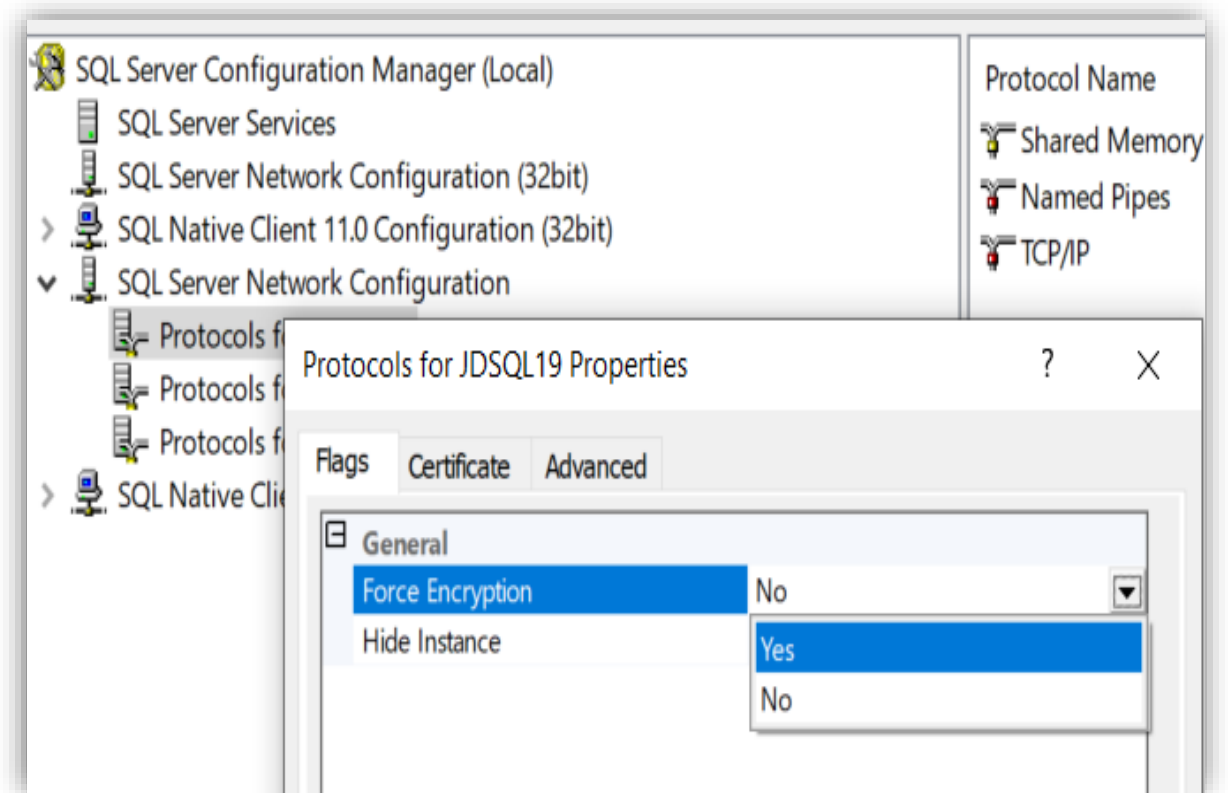 SQL Server Configuration Manager (Local)
SQL Server Services
SQL Server Network Configuration (32bit)
SQL Native Client 11.0 Configuration (32bit)
SQL Server Network Configuration
Protocols f
Protocols f
Protocols f
SQL Native Clie
Protocol Name
Shared Memory
Named Pipes
TCP/IP
Protocols for JDSQL19 Properties
? X
Flags Certificate Advanced
General
Force Encryption No
Hide Instance
Yes
No